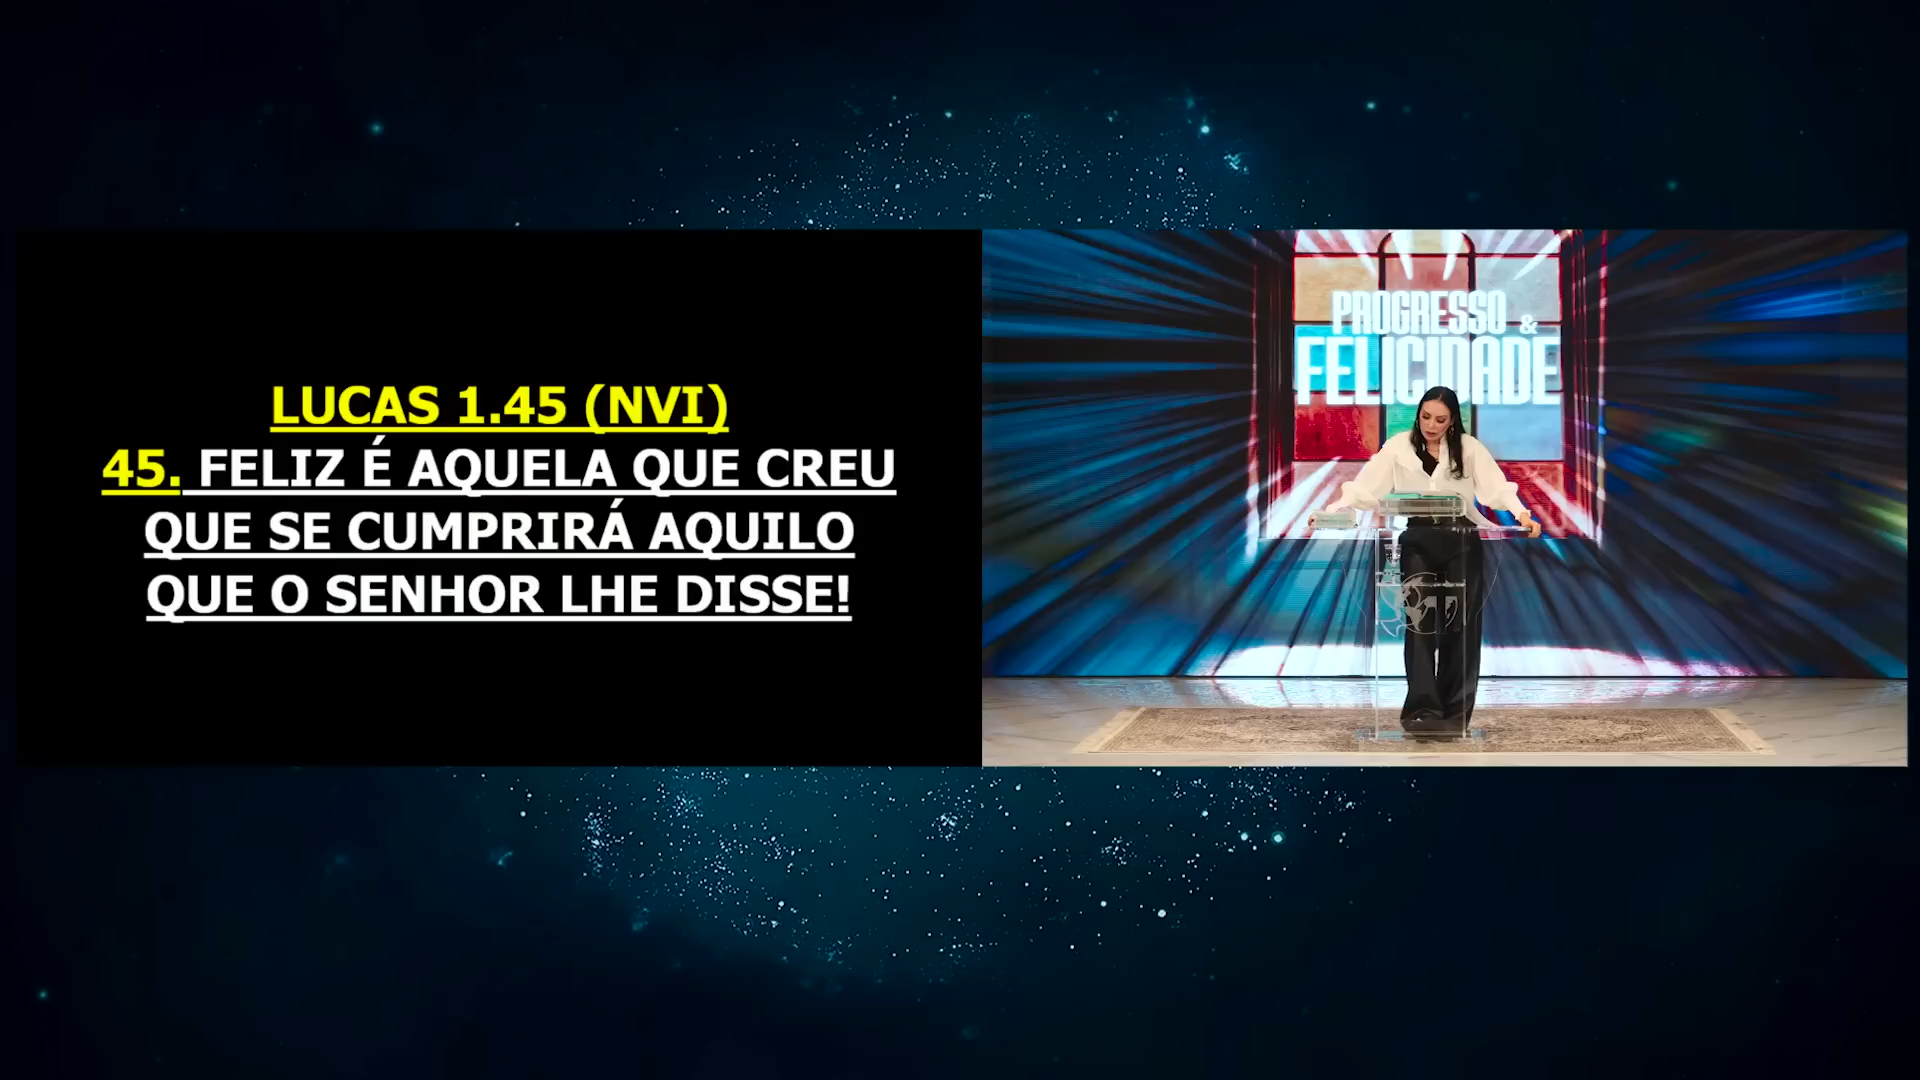 LUCAS 1.45 (NVI)
45. FELIZ É AQUELA QUE CREU
QUE SE CUMPRIRÁ AQUILO
QUE O SENHOR LHE DISSE!
PROGRESSO &
FELICIDADE